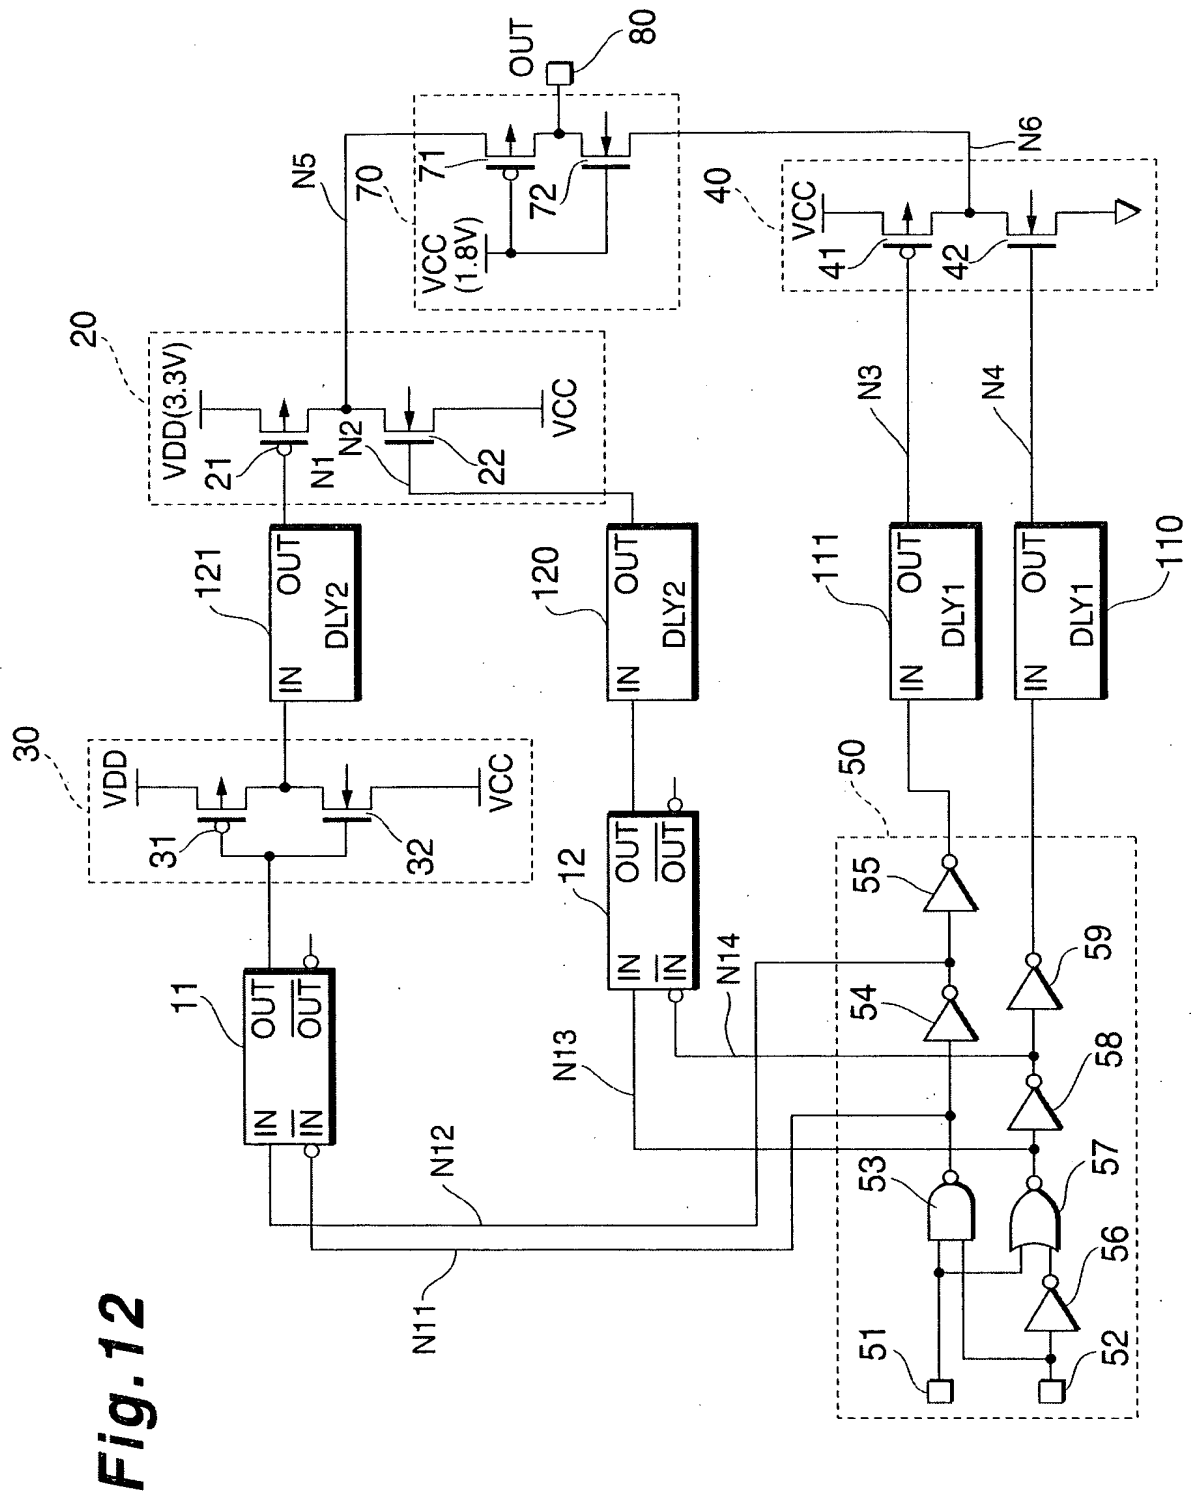 Fig.12
30
VDD
31
32
VCC
11
IN
OUT
IN
OUT
N11
N12
121
IN
OUT
DLY2
20
VDD(3.3V)
21
N1
N2
22
VCC
N5
70
71
72
VCC
(1.8V)
OUT
80
12
IN
OUT
IN
OUT
N13
N14
120
IN
OUT
DLY2
50
51
52
53
54
55
56
57
58
59
111
IN
OUT
DLY1
110
IN
OUT
DLY1
N3
N4
40
VCC
41
42
N6